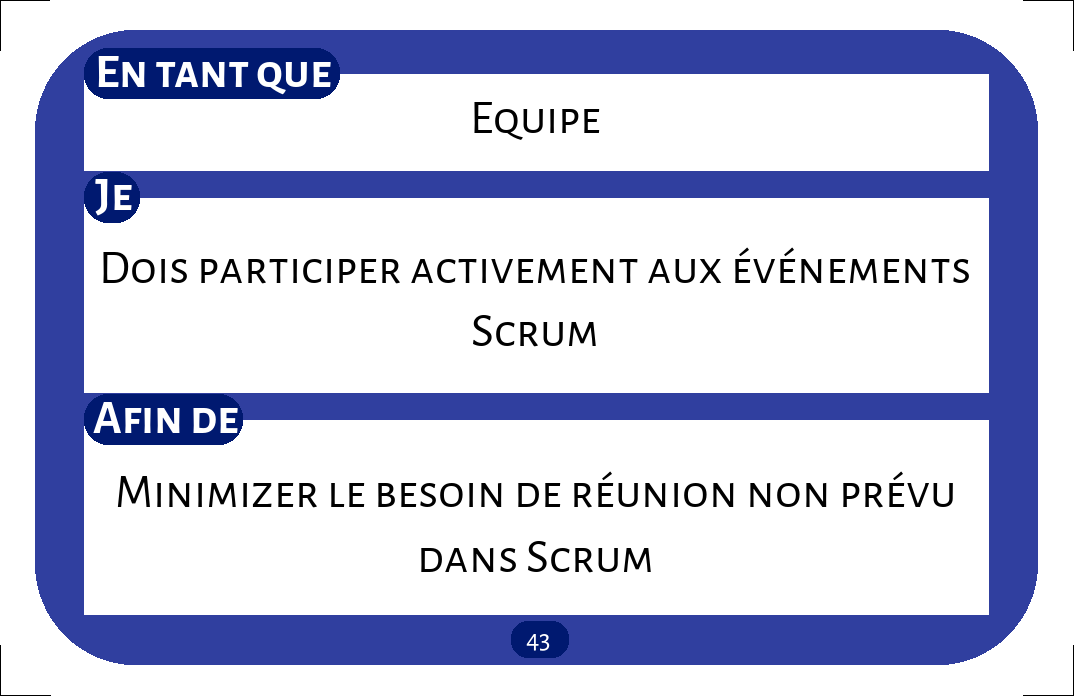 En tant que
Equipe
Je
Dois participer activement aux événements
Scrum
Afin de
Minimizer le besoin de réunion non prévu
dans Scrum
43